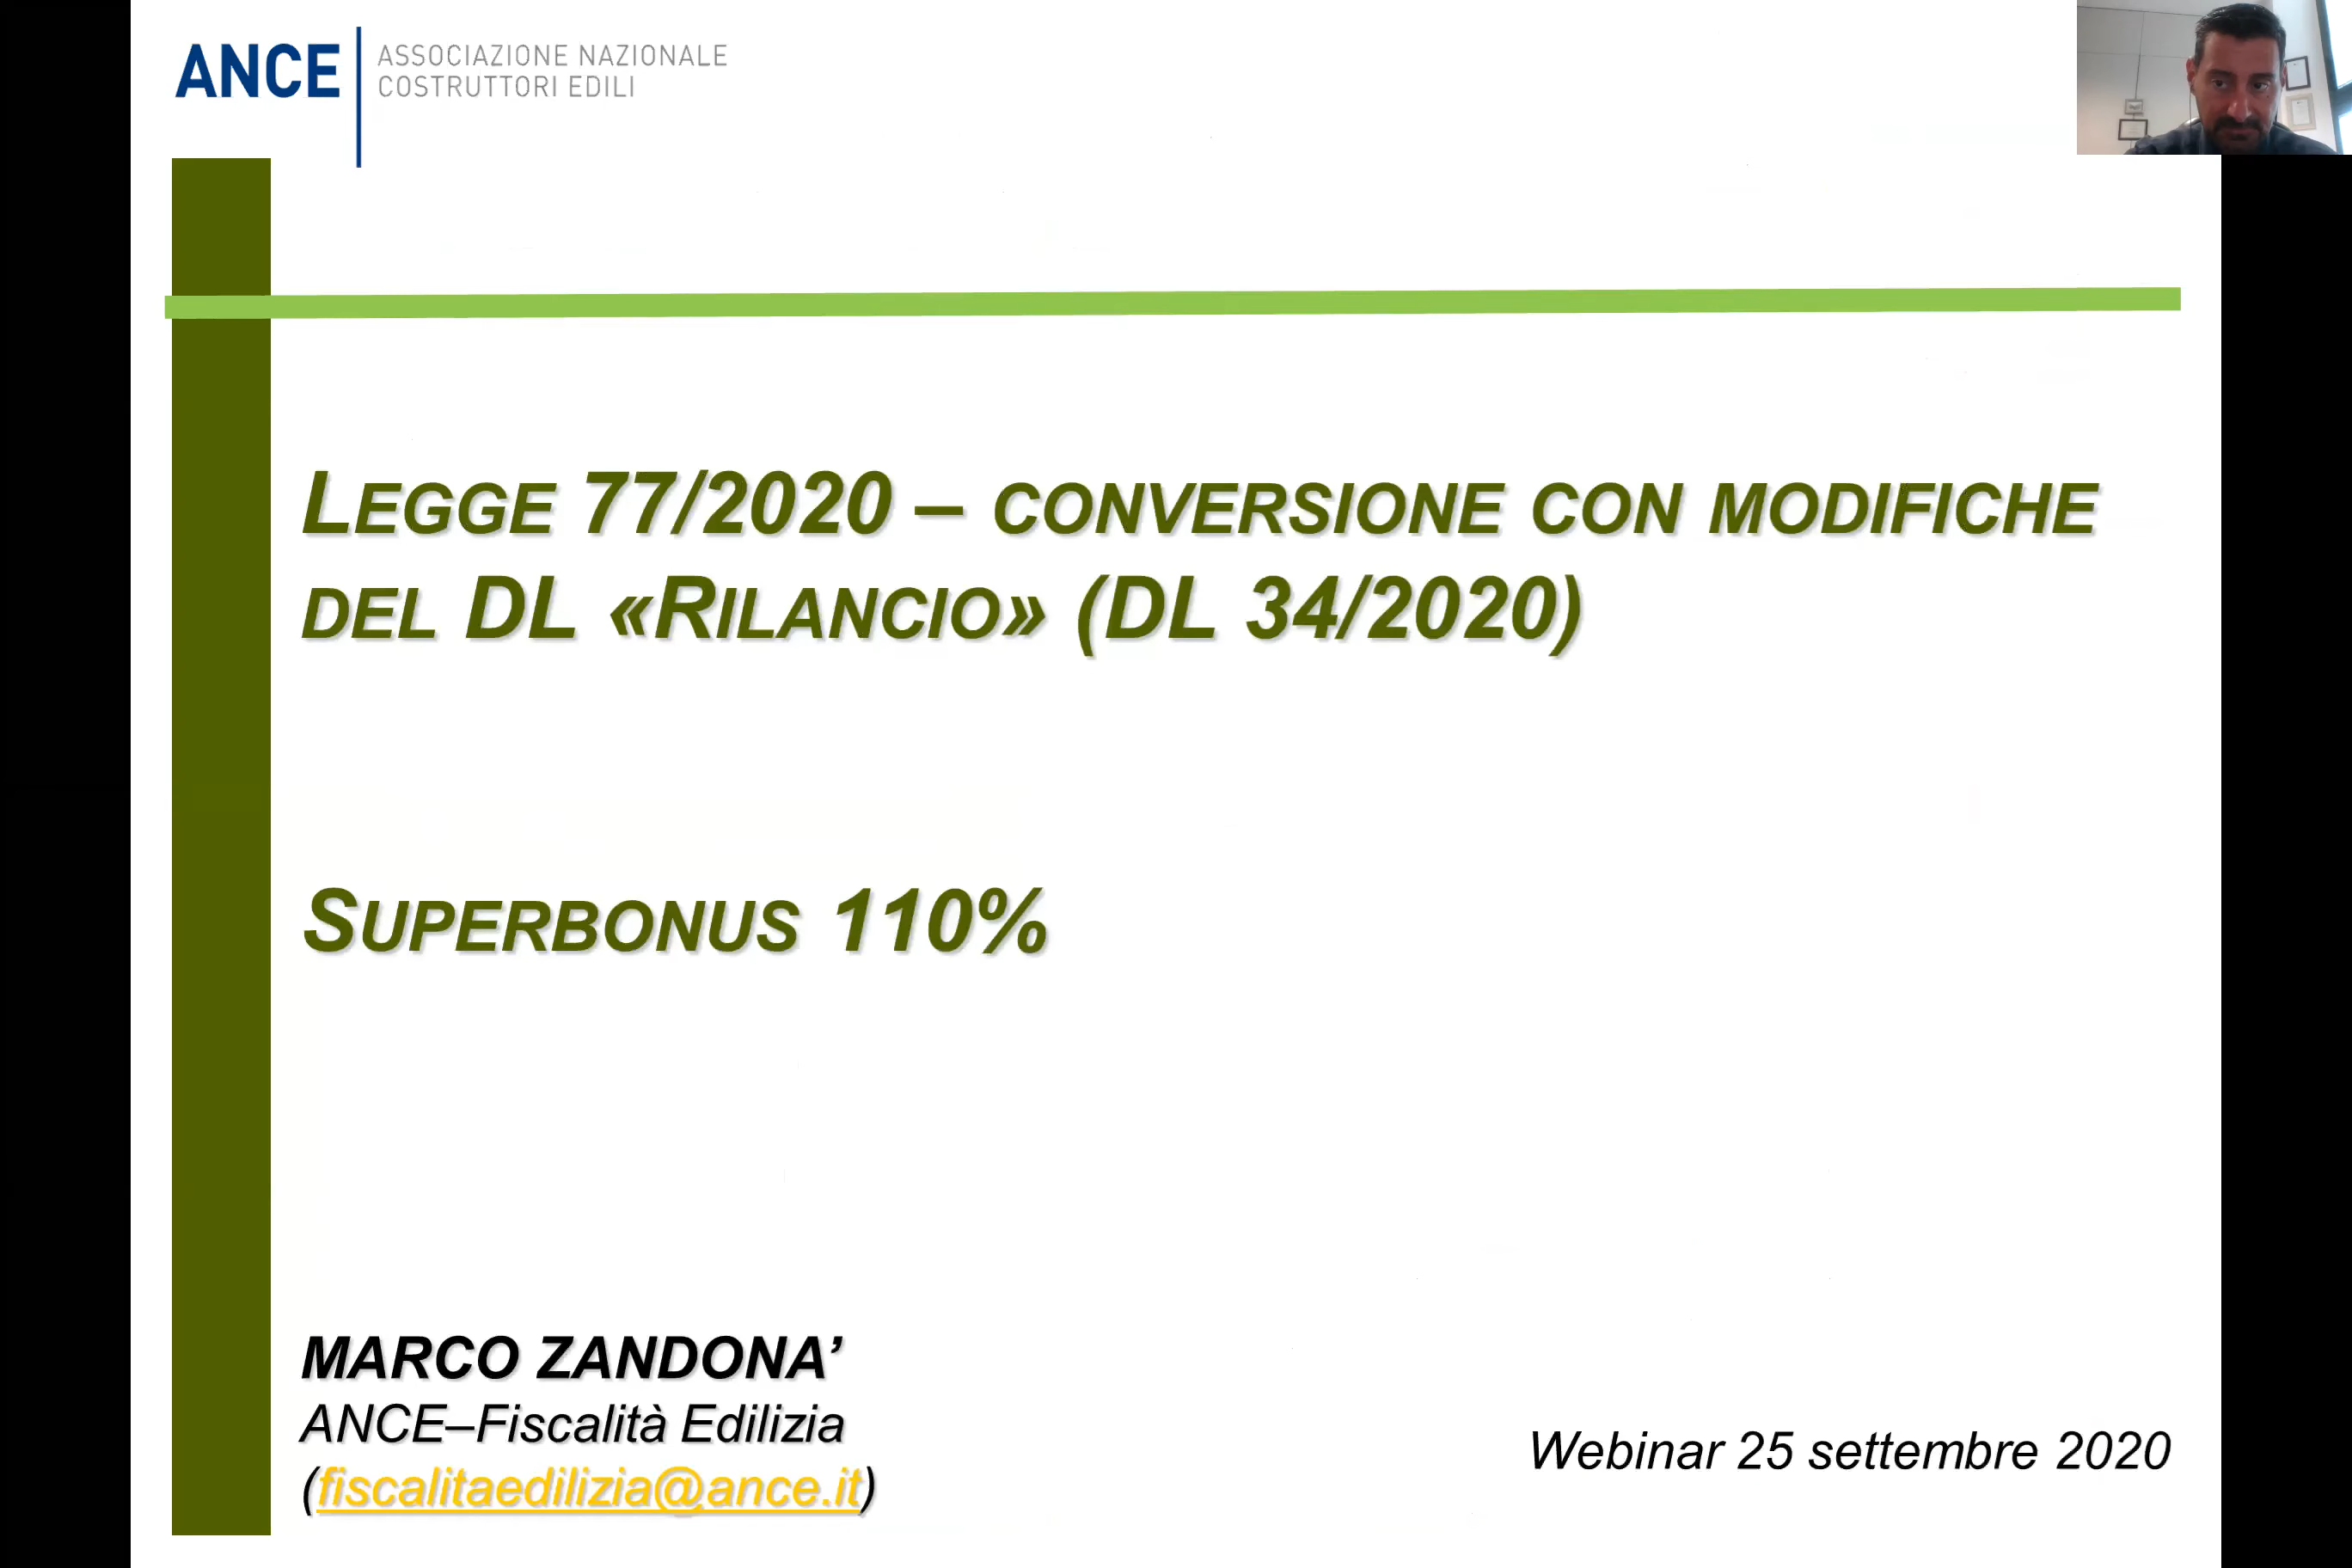 ANCE
ASSOCIAZIONE NAZIONALE
COSTRUTTORI EDILI
LEGGE 77/2020 – CONVERSIONE CON MODIFICHE
DEL DL «RILANCIO» (DL 34/2020)
SUPERBONUS 110%
MARCO ZANDONA’
ANCE–Fiscalità Edilizia
(fiscalitaedilizia@ance.it)
Webinar 25 settembre 2020